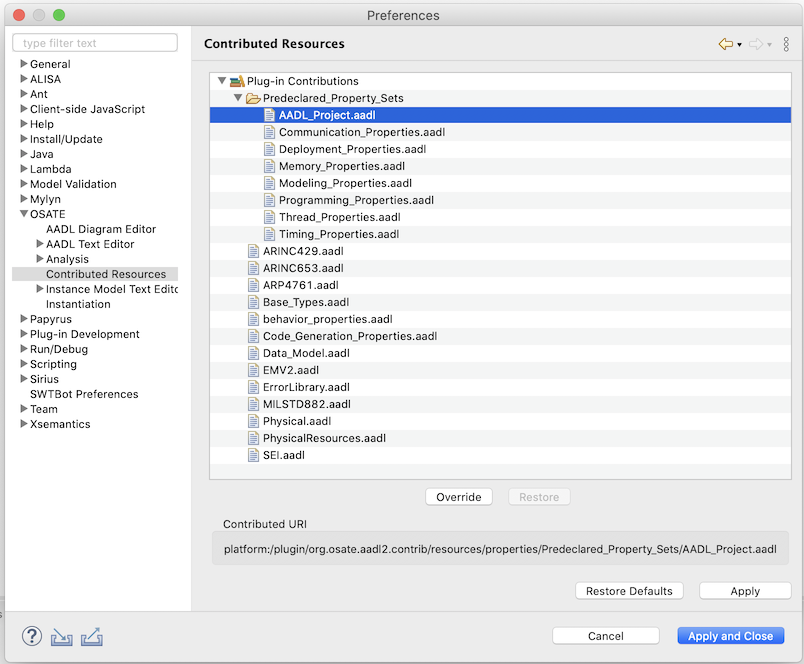 Preferences
type filter text
General
ALISA
Ant
Client-side JavaScript
Help
Install/Update
Java
Lambda
Model Validation
Mylyn
OSATE
AADL Diagram Editor
AADL Text Editor
Analysis
Contributed Resources
Instance Model Text Edito
Instantiation
Papyrus
Plug-in Development
Run/Debug
Scripting
Sirius
SWTBot Preferences
Team
Xsemantics
Contributed Resources
Plug-in Contributions
Predeclared_Property_Sets
AADL_Project.aadl
Communication_Properties.aadl
Deployment_Properties.aadl
Memory_Properties.aadl
Modeling_Properties.aadl
Programming_Properties.aadl
Thread_Properties.aadl
Timing_Properties.aadl
ARINC429.aadl
ARINC653.aadl
ARP4761.aadl
Base_Types.aadl
behavior_properties.aadl
Code_Generation_Properties.aadl
Data_Model.aadl
EMV2.aadl
ErrorLibrary.aadl
MILSTD882.aadl
Physical.aadl
PhysicalResources.aadl
SEI.aadl
Override Restore
Contributed URI
platform:/plugin/org.osate.aadl2.contrib/resources/properties/Predeclared_Property_Sets/AADL_Project.aadl
Restore Defaults Apply
? Cancel Apply and Close